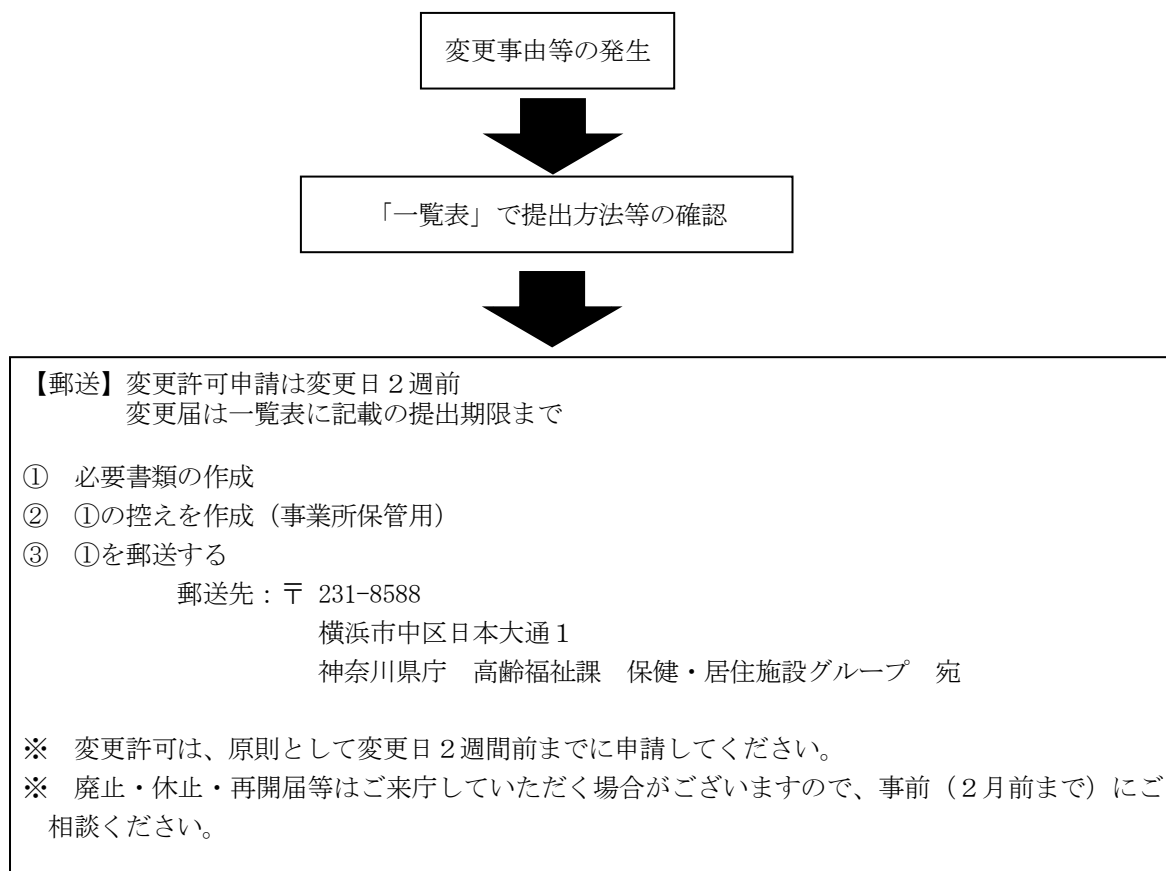 変更事由等の発生
「一覧表」で提出方法等の確認
【郵送】変更許可申請は変更日２週前
変更届は一覧表に記載の提出期限まで
①　必要書類の作成
②　①の控えを作成（事業所保管用）
③　①を郵送する
郵送先：〒 231-8588
横浜市中区日本大通１
神奈川県庁　高齢福祉課　保健・居住施設グループ　宛
※　変更許可は、原則として変更日２週間前までに申請してください。
※　廃止・休止・再開届等はご来庁していただく場合がございますので、事前（２月前まで）にご
相談ください。